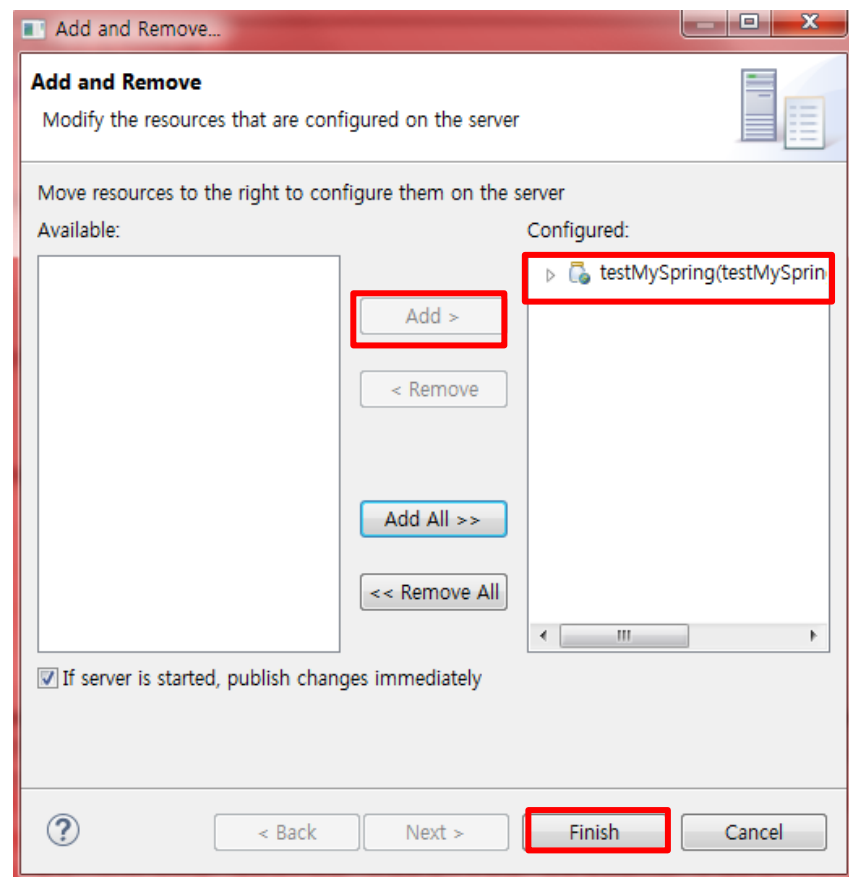 Add and Remove...
Add and Remove
Modify the resources that are configured on the server
Move resources to the right to configure them on the server
Available:
Configured:
testMySpring(testMySprin
Add >
< Remove
Add All >>
<< Remove All
If server is started, publish changes immediately
?
< Back
Next >
Finish
Cancel